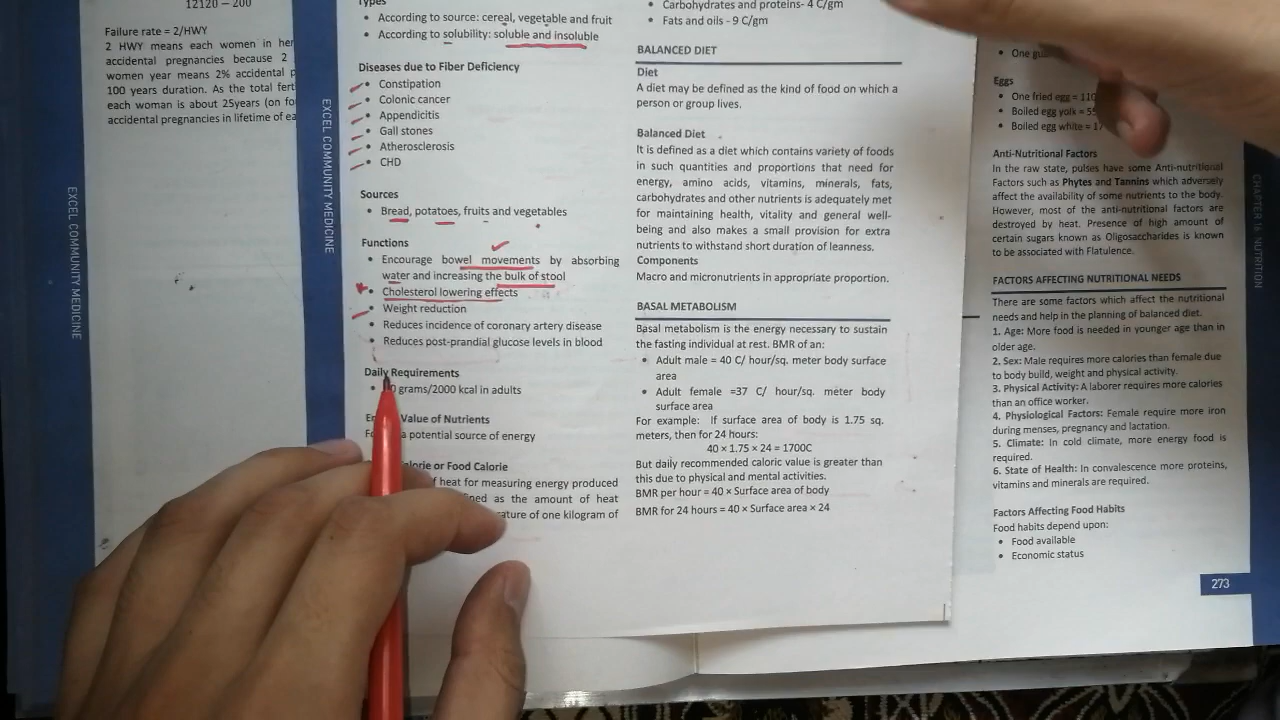 12120 – 200
Failure rate = 2/HWY
2 HWY means each women in her
accidental pregnancies because 2
women year means 2% accidental
100 years duration. As the total
each woman is about 25years (on
accidental pregnancies in lifetime of
EXCEL COMMUNITY MEDICINE
EXCEL COMMUNITY MEDICINE
Types
• According to source: cereal, vegetable and fruit
• According to solubility: soluble and insoluble
Diseases due to Fiber Deficiency
• Constipation
• Colonic cancer
• Appendicitis
• Gall stones
• Atherosclerosis
• CHD
Sources
• Bread, potatoes, fruits and vegetables
Functions
• Encourage bowel movements by absorbing
water and increasing the bulk of stool
• Cholesterol lowering effects
• Weight reduction
• Reduces incidence of coronary artery disease
• Reduces post-prandial glucose levels in blood
Daily Requirements
• grams/2000 kcal in adults
Value of Nutrients
a potential source of energy
or Food Calorie
of heat for measuring energy produced
as the amount of heat
of one kilogram of
• Carbohydrates and proteins- 4 C/gm
• Fats and oils - 9 C/gm
BALANCED DIET
Diet
A diet may be defined as the kind of food on which a
person or group lives.
Balanced Diet
It is defined as a diet which contains variety of foods
in such quantities and proportions that need for
energy, amino acids, vitamins, minerals, fats,
carbohydrates and other nutrients is adequately met
for maintaining health, vitality and general well-
being and also makes a small provision for extra
nutrients to withstand short duration of leanness.
Components
Macro and micronutrients in appropriate proportion.
BASAL METABOLISM
Basal metabolism is the energy necessary to sustain
the fasting individual at rest. BMR of an:
• Adult male = 40 C/ hour/sq. meter body surface
area
• Adult female =37 C/ hour/sq. meter body
surface area
For example: If surface area of body is 1.75 sq.
meters, then for 24 hours:
40 × 1.75 × 24 = 1700C
But daily recommended caloric value is greater than
this due to physical and mental activities.
BMR per hour = 40 × Surface area of body
BMR for 24 hours = 40 × Surface area × 24
• One
Eggs
• One fried egg = 110
• Boiled egg yolk =
• Boiled egg white =
Anti-Nutritional Factors
In the raw state, pulses have some Anti-nutritional
Factors such as Phytes and Tannins which adversely
affect the availability of some nutrients to the body.
However, most of the anti-nutritional factors are
destroyed by heat. Presence of high amount of
certain sugars known as Oligosaccharides is known
to be associated with Flatulence.
FACTORS AFFECTING NUTRITIONAL NEEDS
There are some factors which affect the nutritional
needs and help in the planning of balanced diet.
1. Age: More food is needed in younger age than in
older age.
2. Sex: Male requires more calories than female due
to body build, weight and physical activity.
3. Physical Activity: A laborer requires more calories
than an office worker.
4. Physiological Factors: Female require more iron
during menses, pregnancy and lactation.
5. Climate: In cold climate, more energy food is
required.
6. State of Health: In convalescence more proteins,
vitamins and minerals are required.
Factors Affecting Food Habits
Food habits depend upon:
• Food available
• Economic status
CHAPTER 16 NUTRITION
273